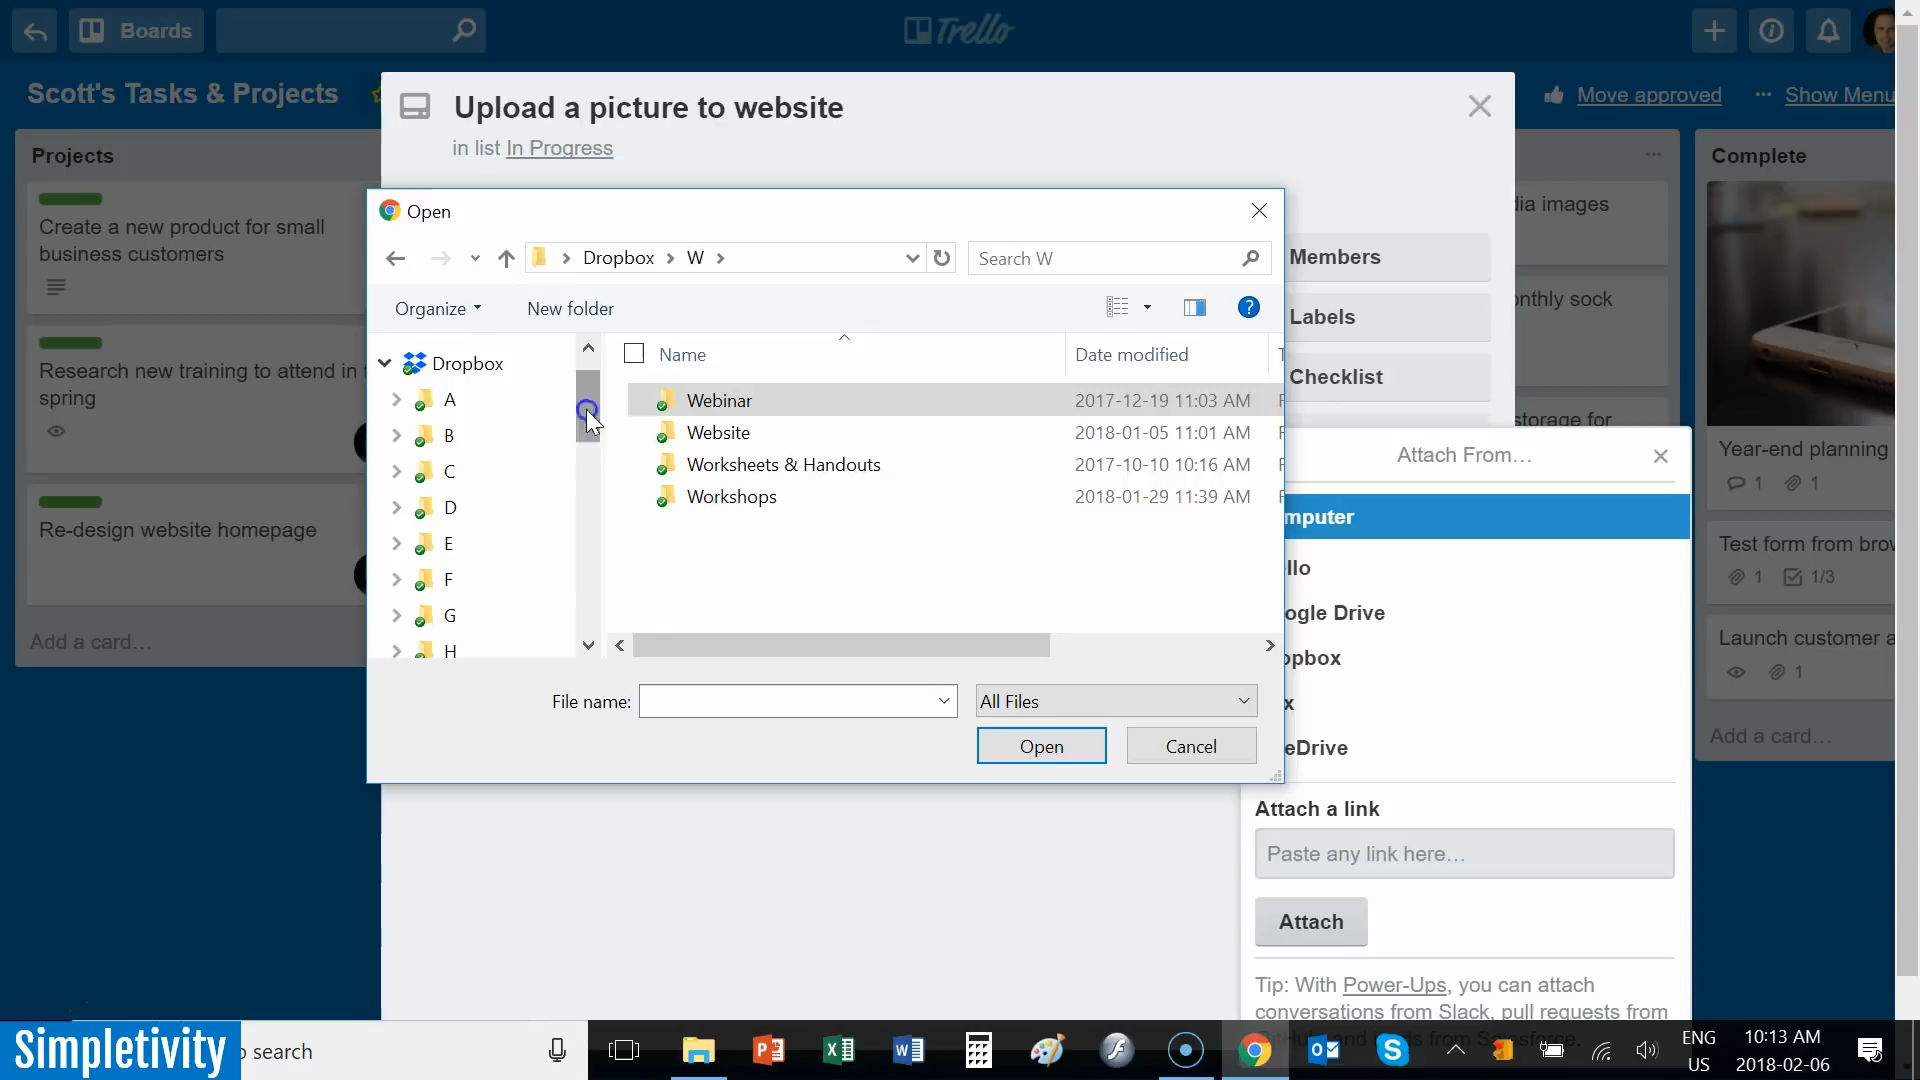 Boards
Trello
Scott's Tasks & Projects
Move approved
Show Menu
Upload a picture to website
in list In Progress
Projects
Create a new product for small
business customers
Research new training to attend in
spring
Re-design website homepage
Add a card…
Open
Dropbox
W
Search W
Organize
New folder
Dropbox
A
B
C
D
E
F
G
H
Name
Date modified
Webinar
2017-12-19 11:03 AM
Website
2018-01-05 11:01 AM
Worksheets & Handouts
2017-10-10 10:16 AM
Workshops
2018-01-29 11:39 AM
File name:
All Files
Open
Cancel
Members
Labels
Checklist
Attach From…
mputer
llo
ogle Drive
opbox
x
eDrive
Attach a link
Paste any link here…
Attach
Tip: With Power-Ups, you can attach
conversations from Slack, pull requests from
dia images
onthly sock
storage for
Complete
Year-end planning
1
1
Test form from brow
1
1/3
Launch customer a
1
Add a card…
Simpletivity
o search
ENG
US
10:13 AM
2018-02-06